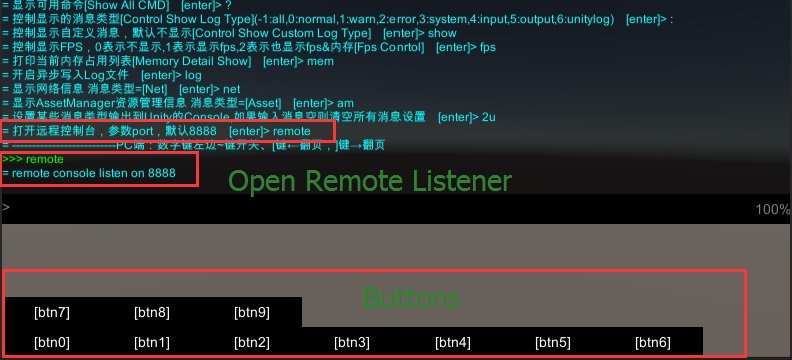 = 显示可用命令[Show All CMD]    [enter]> ?
= 控制显示的消息类型[Control Show Log Type](-1:all,0:normal,1:warn,2:error,3:system,4:input,5:output,6:unitylog)    [enter]> :
= 控制显示自定义消息，默认不显示[Control Show Custom Log Type]    [enter]> show
= 控制显示FPS，0表示不显示,1表示显示fps,2表示也显示fps&内存[Fps Conrtol]    [enter]> fps
= 打印当前内存占用列表[Memory Detail Show]    [enter]> mem
= 开启异步写入Log文件    [enter]> log
= 显示网络信息 消息类型=[Net]    [enter]> net
= 显示AssetManager资源管理信息 消息类型=[Asset]    [enter]> am
= 设置某些消息类型输出到Unity的Console,如果输入消息空则清空所有消息设置    [enter]> 2u
= 打开远程控制台，参数port，默认8888    [enter]> remote
= -------------------------PC端：数字键左边~键开关、[键←翻页，]键→翻页
>>> remote
= remote console listen on 8888
Open Remote Listener
>
100%
Buttons
[btn7] [btn8] [btn9]
[btn0] [btn1] [btn2] [btn3] [btn4] [btn5] [btn6]